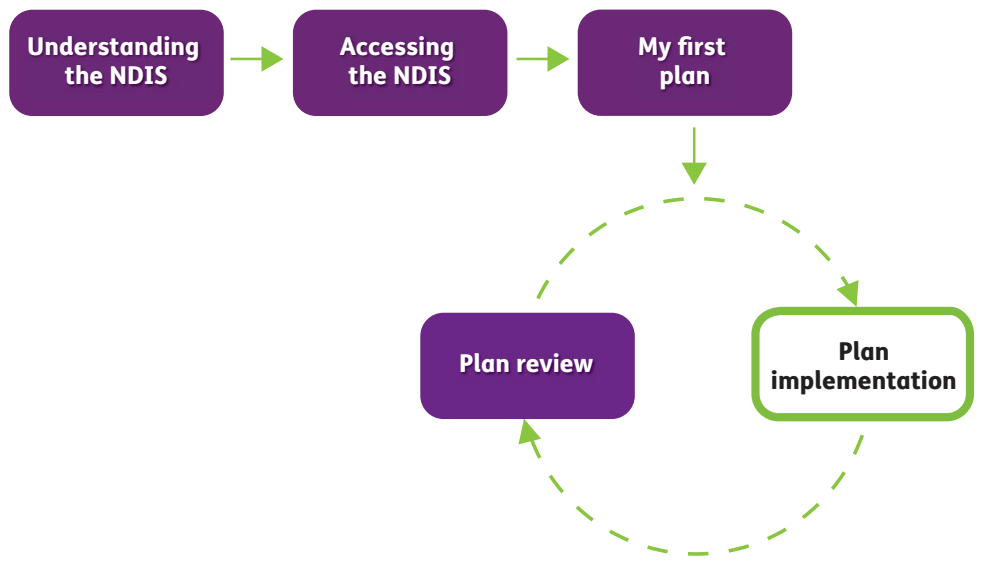 Understanding
the NDIS
Accessing
the NDIS
My first
plan
Plan review
Plan
implementation